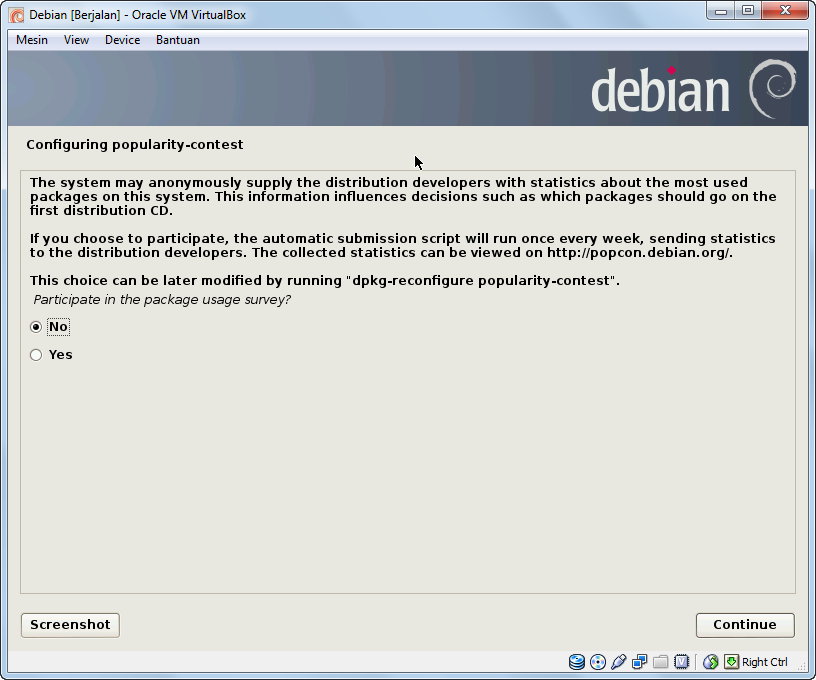 Debian [Berjalan] - Oracle VM VirtualBox
Mesin View Device Bantuan
debian
Configuring popularity-contest
The system may anonymously supply the distribution developers with statistics about the most used
packages on this system. This information influences decisions such as which packages should go on the
first distribution CD.
If you choose to participate, the automatic submission script will run once every week, sending statistics
to the distribution developers. The collected statistics can be viewed on http://popcon.debian.org/.
This choice can be later modified by running "dpkg-reconfigure popularity-contest".
Participate in the package usage survey?
No
Yes
Screenshot Continue
Right Ctrl